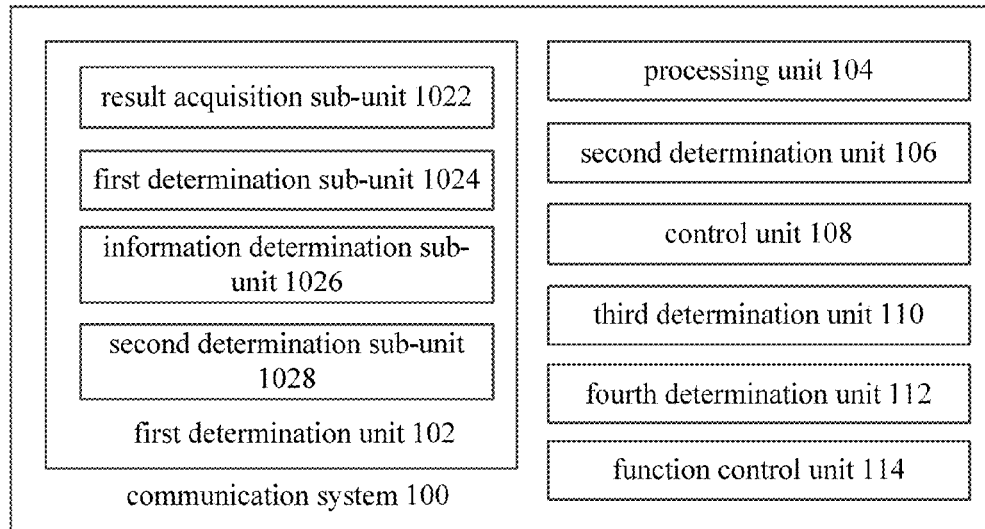 result acquisition sub-unit 1022
first determination sub-unit 1024
information determination sub-
unit 1026
second determination sub-unit
1028
first determination unit 102
communication system 100
processing unit 104
second determination unit 106
control unit 108
third determination unit 110
fourth determination unit 112
function control unit 114